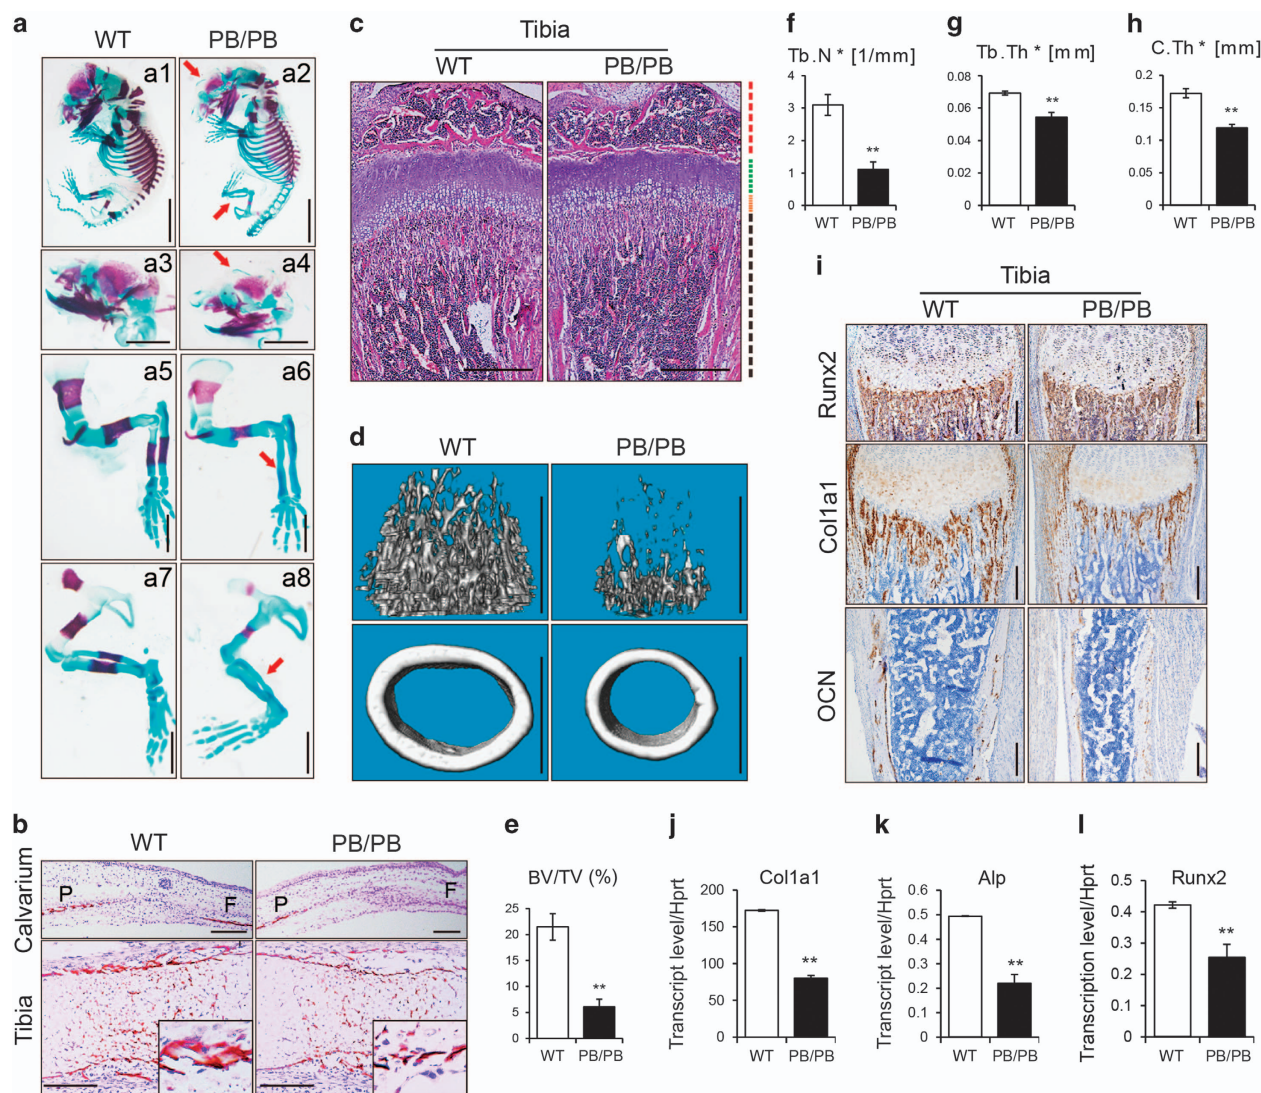 a
WT PB/PB
a1 a2
a3 a4
a5 a6
a7 a8
b
WT PB/PB
Calvarium
P F P F
Tibia
c
Tibia
WT PB/PB
d
WT PB/PB
e
BV/TV (%)
25
20
15
10
5
0
**
WT PB/PB
f
Tb.N* [1/mm]
4
3
2
1
0
**
WT PB/PB
g
Tb.Th* [mm]
0.08
0.06
0.04
0.02
0
**
WT PB/PB
h
C.Th* [mm]
0.2
0.15
0.1
0.05
0
**
WT PB/PB
i
Tibia
WT PB/PB
Runx2
Col1a1
OCN
j
Col1a1
Transcript level/Hprt
200
150
100
50
0
**
WT PB/PB
k
Alp
Transcript level/Hprt
0.6
0.5
0.4
0.3
0.2
0.1
0
**
WT PB/PB
l
Runx2
Transcription level/Hprt
0.5
0.4
0.3
0.2
0.1
0
**
WT PB/PB